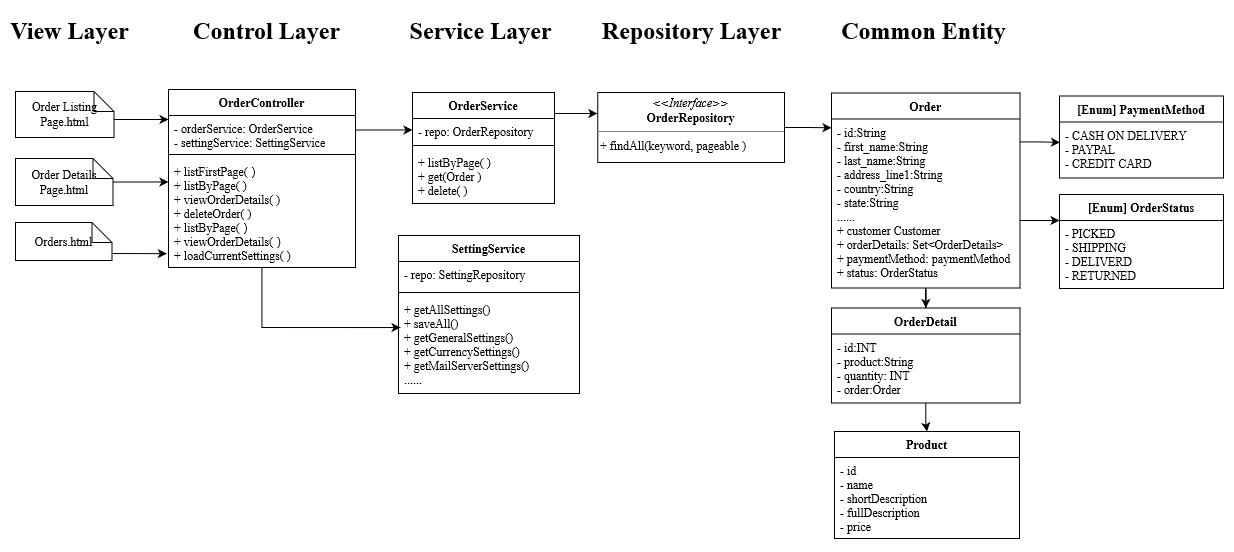 View Layer
Control Layer
Service Layer
Repository Layer
Common Entity
Order Listing
Page.html
Order Details
Page.html
Orders.html
OrderController
- orderService: OrderService
- settingService: SettingService
+ listFirstPage( )
+ listByPage( )
+ viewOrderDetails( )
+ deleteOrder( )
+ listByPage( )
+ viewOrderDetails( )
+ loadCurrentSettings( )
OrderService
- repo: OrderRepository
+ listByPage( )
+ get(Order )
+ delete( )
SettingService
- repo: SettingRepository
+ getAllSettings()
+ saveAll()
+ getGeneralSettings()
+ getCurrencySettings()
+ getMailServerSettings()
......
<<Interface>>
OrderRepository
+ findAll(keyword, pageable )
Order
- id:String
- first_name:String
- last_name:String
- address_line1:String
- country:String
- state:String
......
+ customer Customer
+ orderDetails: Set<OrderDetails>
+ paymentMethod: paymentMethod
+ status: OrderStatus
[Enum] PaymentMethod
- CASH ON DELIVERY
- PAYPAL
- CREDIT CARD
[Enum] OrderStatus
- PICKED
- SHIPPING
- DELIVERD
- RETURNED
OrderDetail
- id:INT
- product:String
- quantity: INT
- order:Order
Product
- id
- name
- shortDescription
- fullDescription
- price